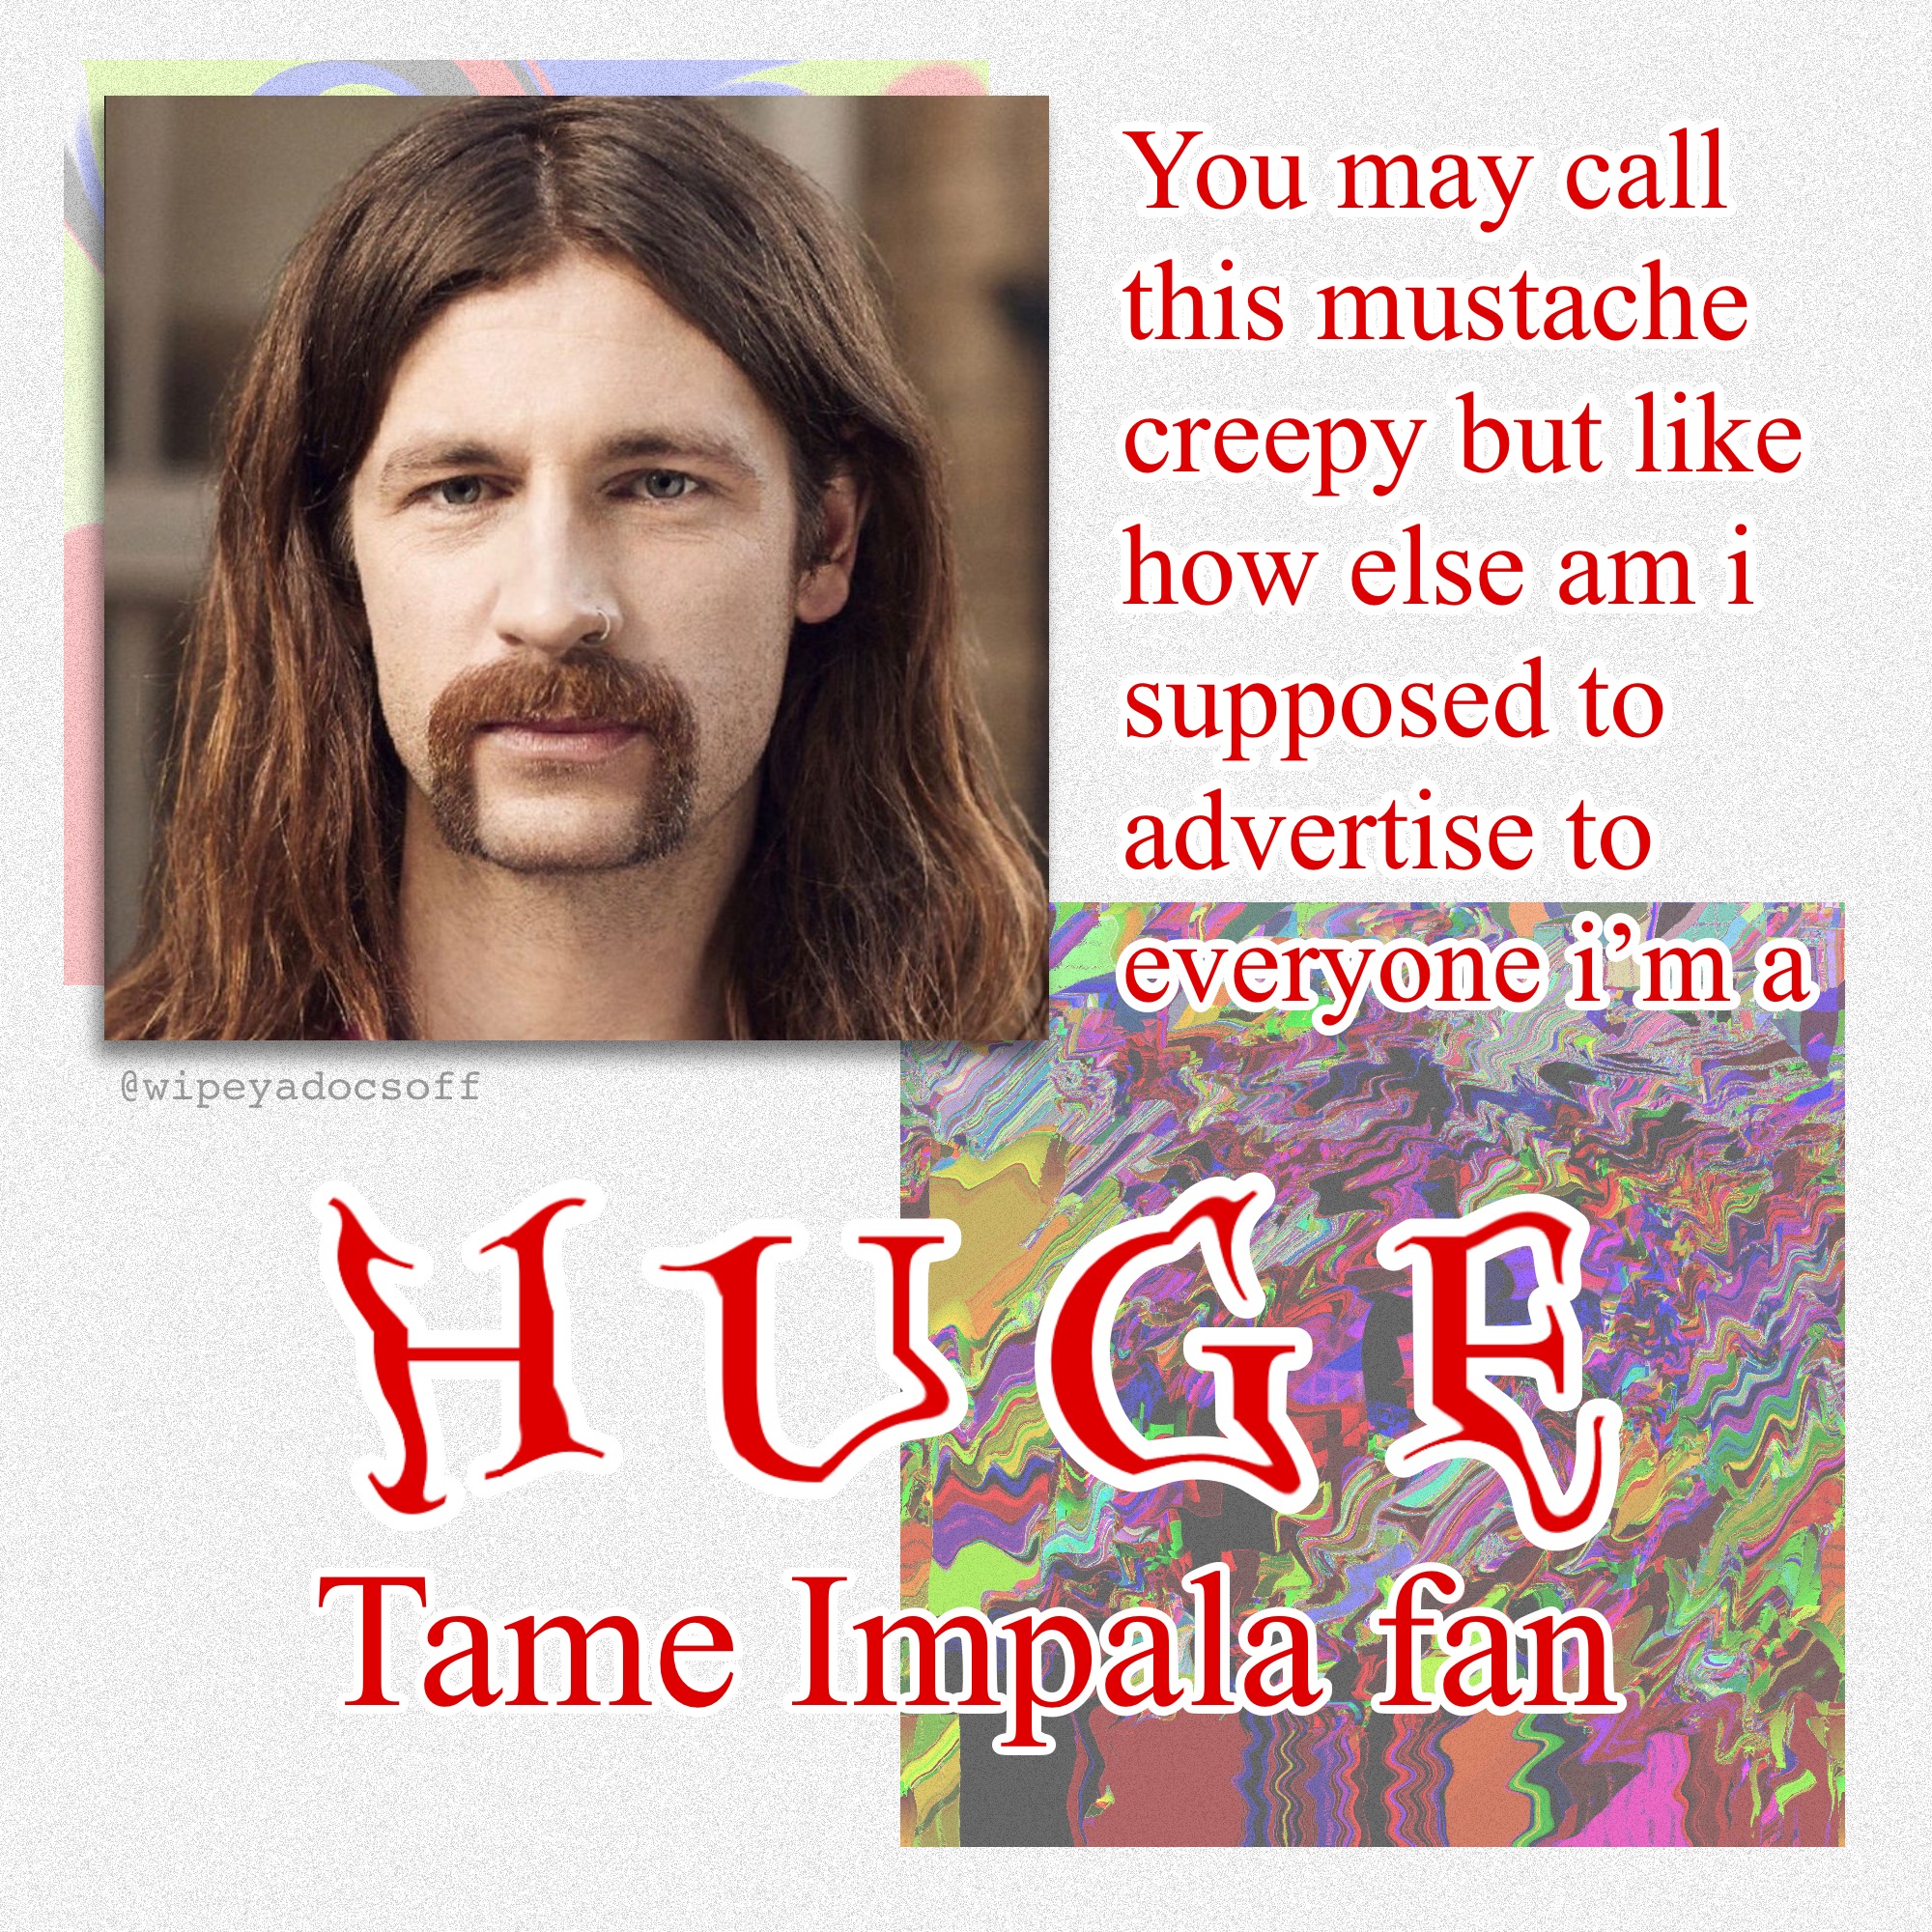 You may call
this mustache
creepy but like
how else am i
supposed to
advertise to
everyone i’m a
@wipeyadocsoff
HUGE
Tame Impala fan